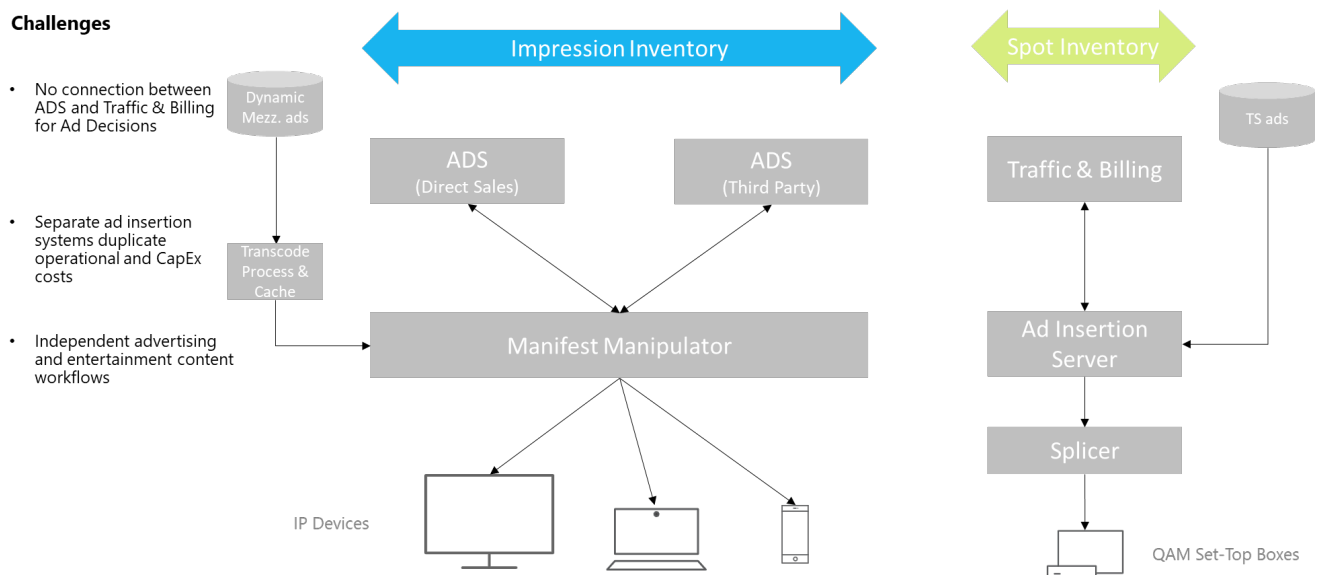 Challenges
• No connection between
ADS and Traffic & Billing
for Ad Decisions
• Separate ad insertion
systems duplicate
operational and CapEx
costs
• Independent advertising
and entertainment content
workflows
Impression Inventory
Spot Inventory
Dynamic
Mezz. ads
TS ads
ADS
(Direct Sales)
ADS
(Third Party)
Traffic & Billing
Transcode
Process &
Cache
Manifest Manipulator
Ad Insertion
Server
Splicer
IP Devices
QAM Set-Top Boxes